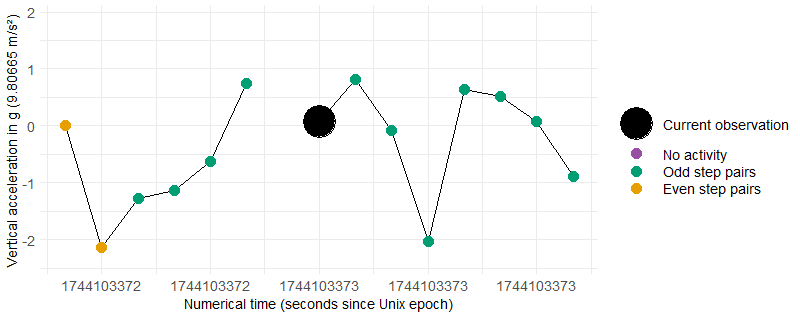 Vertical acceleration in g (9.80665 m/s²)
2
1
0
-1
-2
1744103372
1744103372
1744103373
1744103373
1744103373
Numerical time (seconds since Unix epoch)
Current observation
No activity
Odd step pairs
Even step pairs